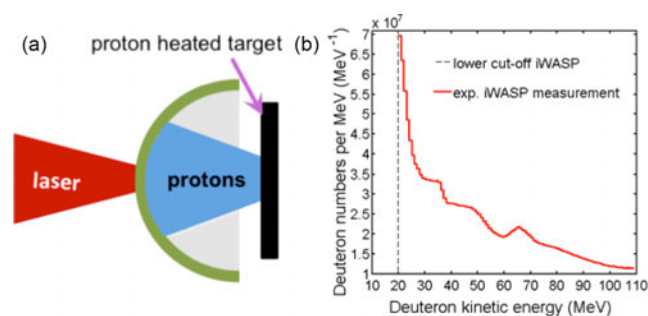 (a)
proton heated target
laser
protons
(b)
× 10⁷
7
6.5
6
5.5
5
4.5
4
3.5
3
2.5
2
1.5
1
Deuteron numbers per MeV (MeV⁻¹)
lower cut-off iWASP
exp. iWASP measurement
10 20 30 40 50 60 70 80 90 100 110
Deuteron kinetic energy (MeV)